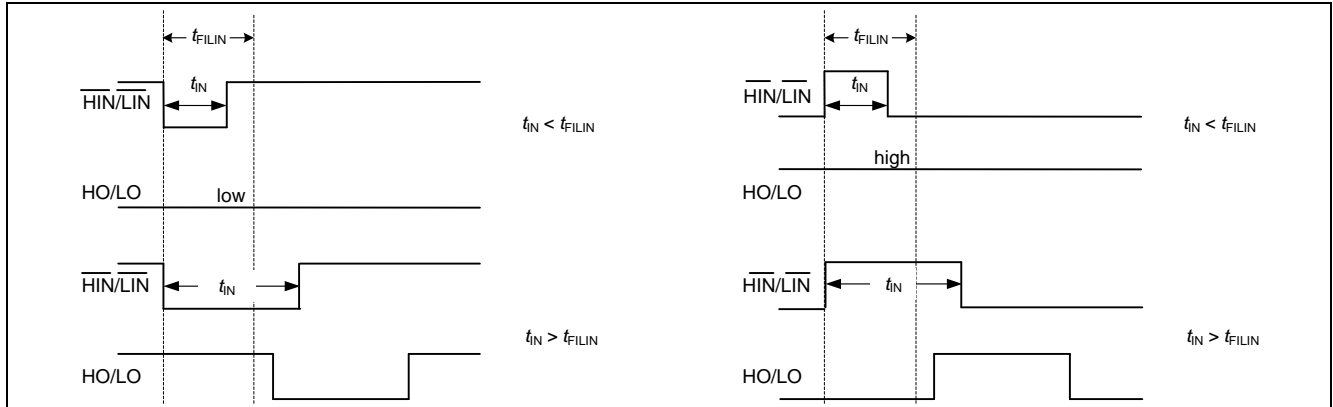 tFILIN
tIN
HIN/LIN
tIN < tFILIN
low
HO/LO
HIN/LIN
tIN
tIN > tFILIN
HO/LO
tFILIN
tIN
HIN/LIN
tIN < tFILIN
high
HO/LO
HIN/LIN
tIN
tIN > tFILIN
HO/LO